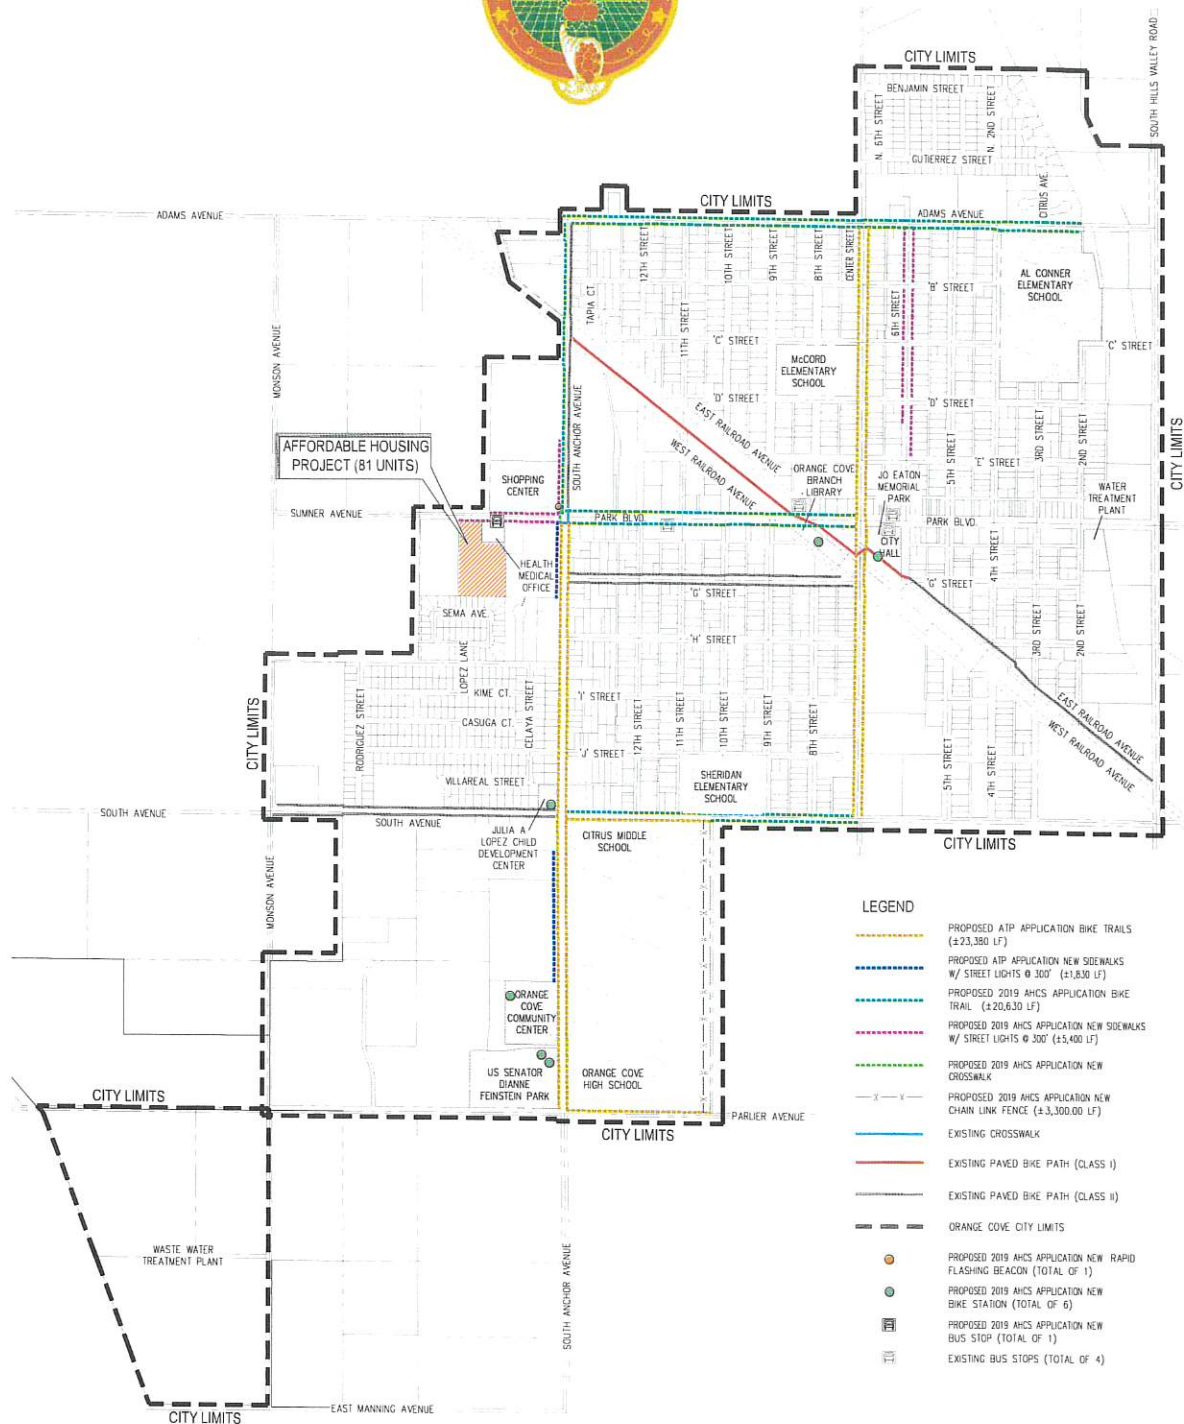 CITY LIMITS
BENJAMIN STREET
N. 6TH STREET
N. 2ND STREET
SOUTH HILLS VALLEY ROAD
GUTIERREZ STREET
CITRUS AVE.
CITY LIMITS
ADAMS AVENUE
ADAMS AVENUE
12TH STREET
10TH STREET
9TH STREET
8TH STREET
CENTER STREET
TAPIA CT.
11TH STREET
'B' STREET
6TH STREET
AL CONNER
ELEMENTARY
SCHOOL
MONSON AVENUE
'C' STREET
'C' STREET
McCORD
ELEMENTARY
SCHOOL
SOUTH ANCHOR AVENUE
'D' STREET
'D' STREET
EAST RAILROAD AVENUE
WEST RAILROAD AVENUE
3RD STREET
2ND STREET
5TH STREET
'E' STREET
CITY LIMITS
AFFORDABLE HOUSING
PROJECT (81 UNITS)
SHOPPING
CENTER
ORANGE COVE
BRANCH
LIBRARY
JO EATON
MEMORIAL
PARK
WATER
TREATMENT
PLANT
SUMNER AVENUE
PARK BLVD.
PARK BLVD.
CITY
HALL
4TH STREET
HEALTH
MEDICAL
OFFICE
'G' STREET
'G' STREET
SEMA AVE.
'H' STREET
3RD STREET
2ND STREET
LOPEZ LANE
KIME CT.
CELAYA STREET
RODRIGUEZ STREET
CASUGA CT.
'I' STREET
12TH STREET
11TH STREET
10TH STREET
9TH STREET
8TH STREET
EAST RAILROAD AVENUE
WEST RAILROAD AVENUE
CITY LIMITS
'J' STREET
VILLAREAL STREET
SHERIDAN
ELEMENTARY
SCHOOL
5TH STREET
4TH STREET
SOUTH AVENUE
SOUTH AVENUE
JULIA A
LOPEZ CHILD
DEVELOPMENT
CENTER
CITRUS MIDDLE
SCHOOL
CITY LIMITS
MONSON AVENUE
ORANGE
COVE
COMMUNITY
CENTER
US SENATOR
DIANNE
FEINSTEIN PARK
ORANGE COVE
HIGH SCHOOL
CITY LIMITS
PARLIER AVENUE
CITY LIMITS
WASTE WATER
TREATMENT PLANT
SOUTH ANCHOR AVENUE
EAST MANNING AVENUE
CITY LIMITS
LEGEND
PROPOSED ATP APPLICATION BIKE TRAILS
(±23,380 LF)
PROPOSED ATP APPLICATION NEW SIDEWALKS
W/ STREET LIGHTS @ 300' (±1,830 LF)
PROPOSED 2019 AHCS APPLICATION BIKE
TRAIL (±20,630 LF)
PROPOSED 2019 AHCS APPLICATION NEW SIDEWALKS
W/ STREET LIGHTS @ 300' (±5,400 LF)
PROPOSED 2019 AHCS APPLICATION NEW
CROSSWALK
X X PROPOSED 2019 AHCS APPLICATION NEW
CHAIN LINK FENCE (±3,300.00 LF)
EXISTING CROSSWALK
EXISTING PAVED BIKE PATH (CLASS I)
EXISTING PAVED BIKE PATH (CLASS II)
ORANGE COVE CITY LIMITS
PROPOSED 2019 AHCS APPLICATION NEW RAPID
FLASHING BEACON (TOTAL OF 1)
PROPOSED 2019 AHCS APPLICATION NEW
BIKE STATION (TOTAL OF 6)
PROPOSED 2019 AHCS APPLICATION NEW
BUS STOP (TOTAL OF 1)
EXISTING BUS STOPS (TOTAL OF 4)